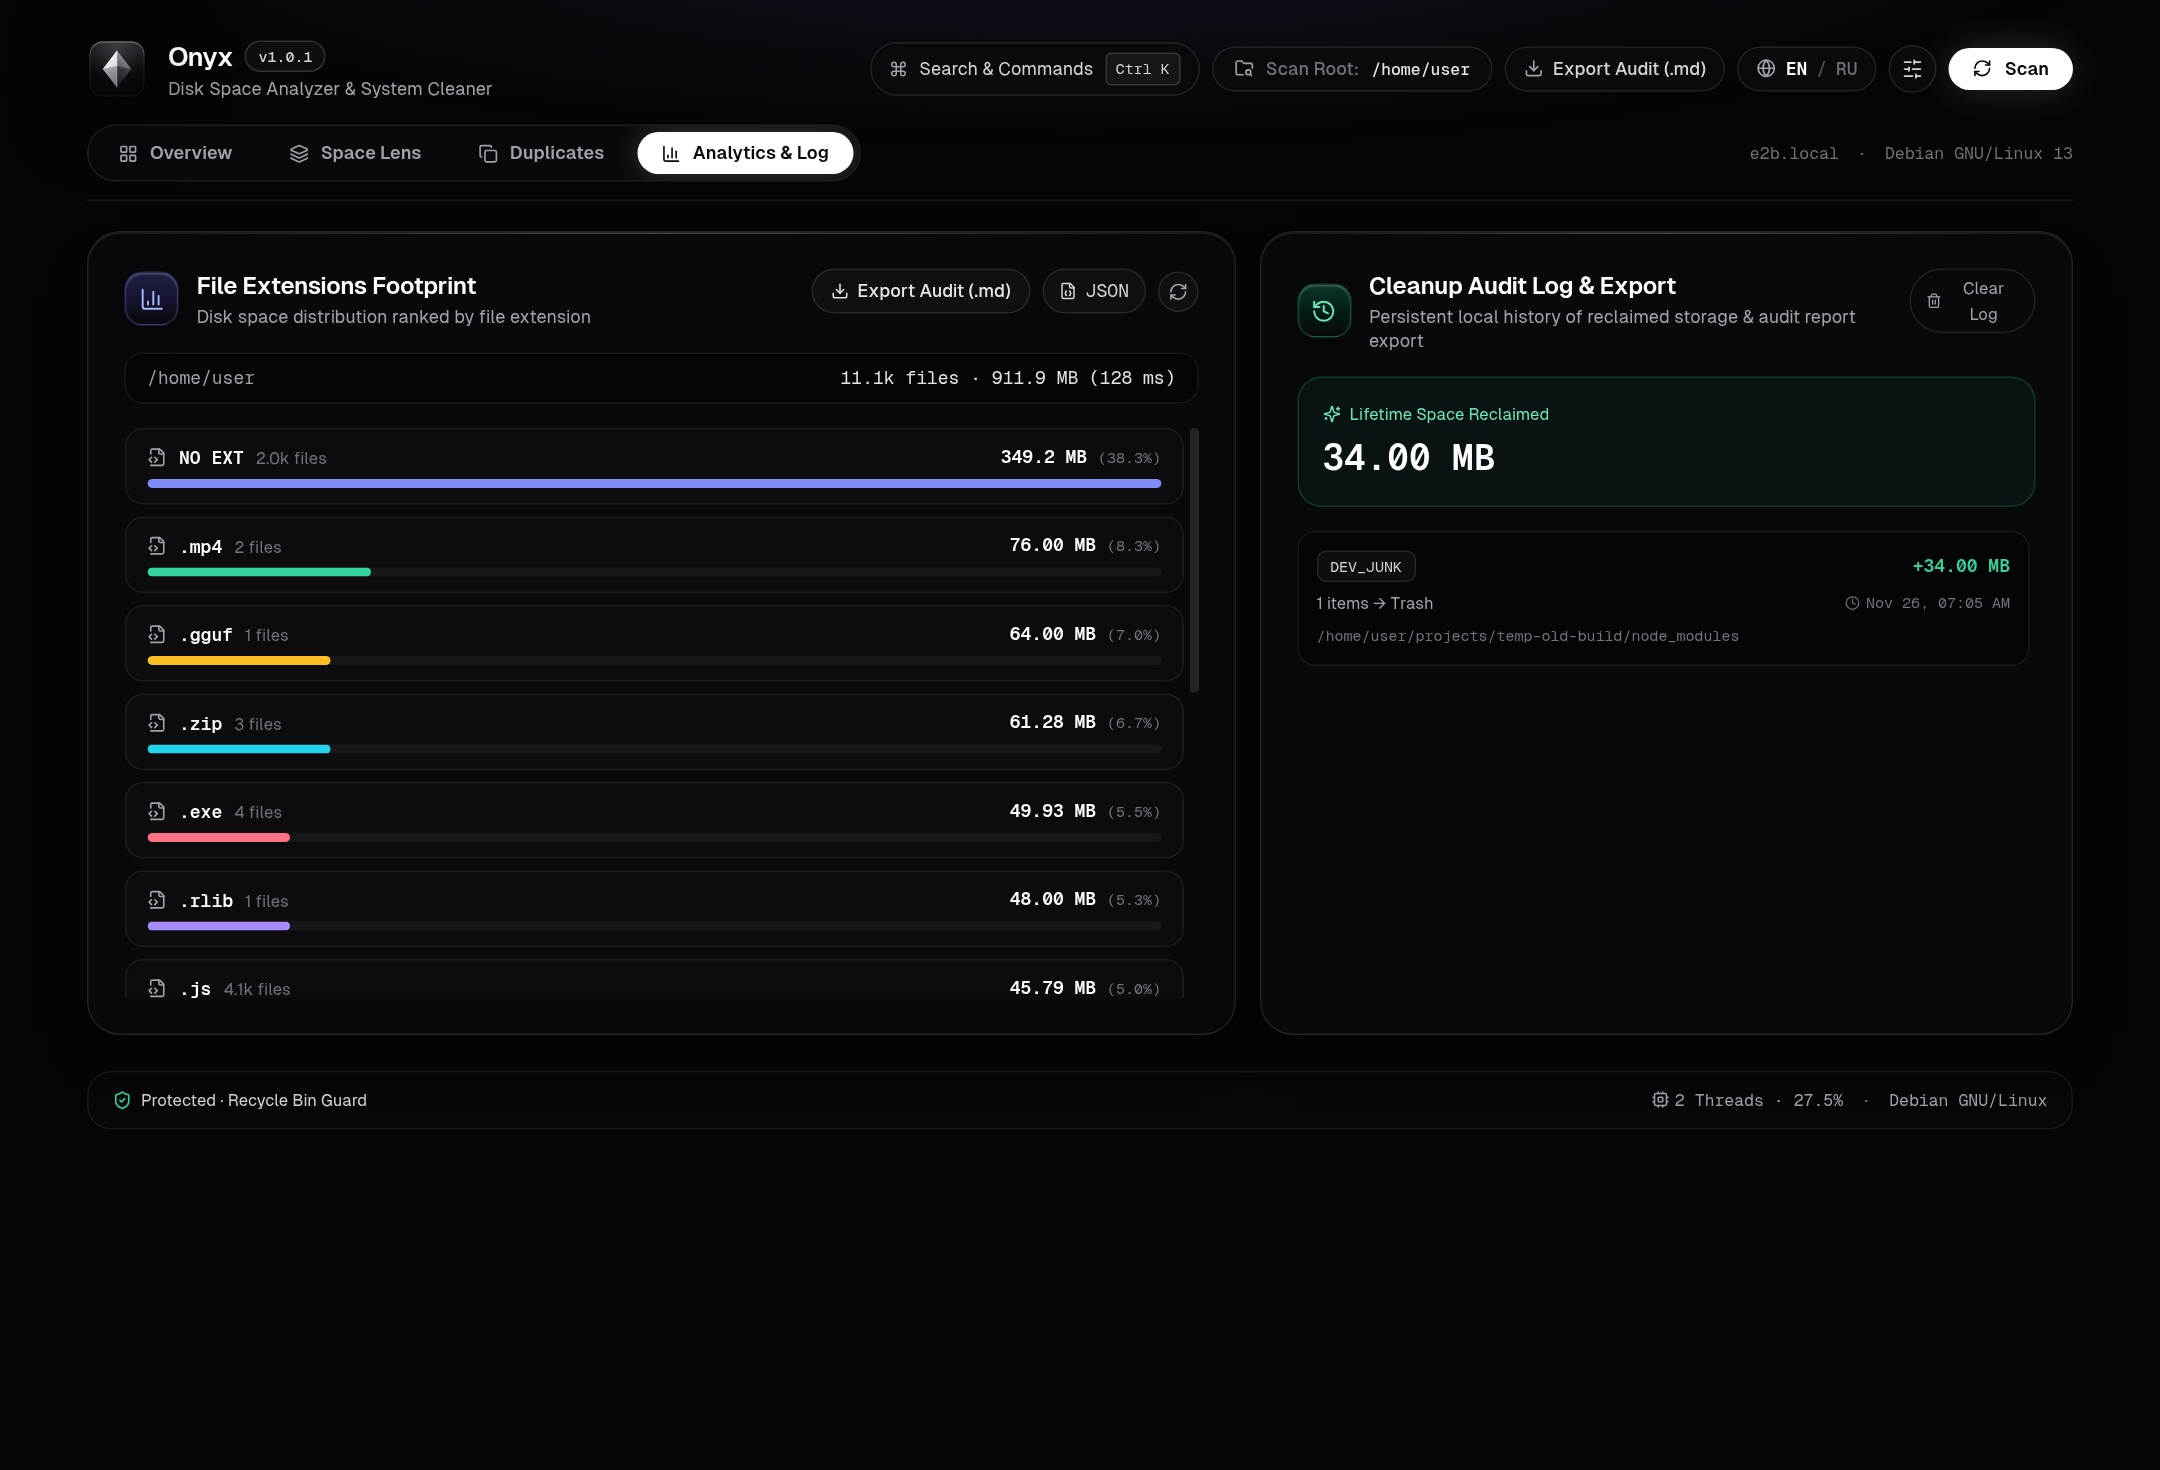 Onyx v1.0.1
Disk Space Analyzer & System Cleaner
Search & Commands Ctrl K
Scan Root: /home/user
Export Audit (.md)
EN / RU
Scan
Overview
Space Lens
Duplicates
Analytics & Log
e2b.local · Debian GNU/Linux 13
File Extensions Footprint
Disk space distribution ranked by file extension
Export Audit (.md)
JSON
/home/user
11.1k files · 911.9 MB (128 ms)
NO EXT 2.0k files 349.2 MB (38.3%)
.mp4 2 files 76.00 MB (8.3%)
.gguf 1 files 64.00 MB (7.0%)
.zip 3 files 61.28 MB (6.7%)
.exe 4 files 49.93 MB (5.5%)
.rlib 1 files 48.00 MB (5.3%)
.js 4.1k files 45.79 MB (5.0%)
Cleanup Audit Log & Export
Persistent local history of reclaimed storage & audit report
export
Clear
Log
Lifetime Space Reclaimed
34.00 MB
DEV_JUNK +34.00 MB
1 items → Trash Nov 26, 07:05 AM
/home/user/projects/temp-old-build/node_modules
Protected · Recycle Bin Guard
2 Threads · 27.5% · Debian GNU/Linux